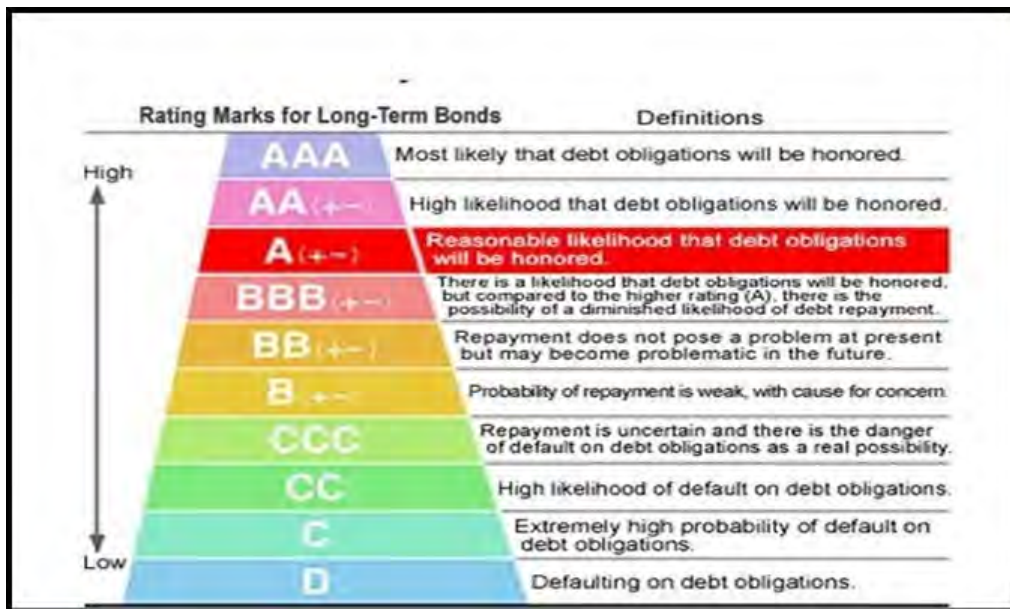 Rating Marks for Long-Term Bonds Definitions
High
AAA Most likely that debt obligations will be honored.
AA (+−) High likelihood that debt obligations will be honored.
A (+−) Reasonable likelihood that debt obligations
will be honored.
BBB (+−) There is a likelihood that debt obligations will be honored,
but compared to the higher rating (A), there is the
possibility of a diminished likelihood of debt repayment.
BB (+−) Repayment does not pose a problem at present
but may become problematic in the future.
B (+−) Probability of repayment is weak, with cause for concern.
CCC Repayment is uncertain and there is the danger
of default on debt obligations as a real possibility.
CC High likelihood of default on debt obligations.
C Extremely high probability of default on
debt obligations.
Low
D Defaulting on debt obligations.